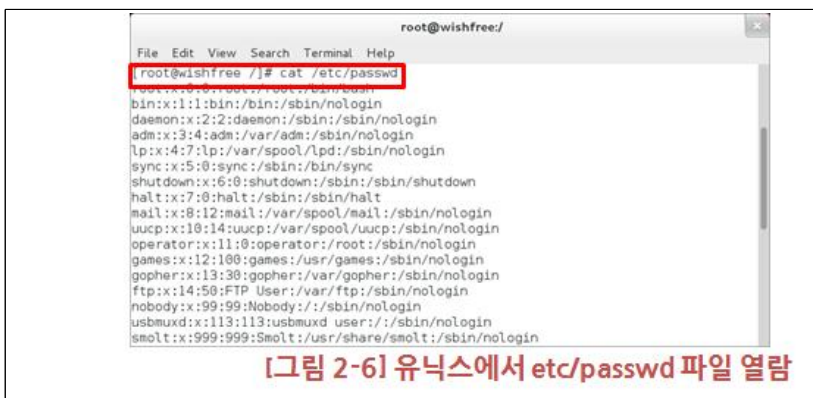 root@wishfree:/
File Edit View Search Terminal Help
[root@wishfree /]# cat /etc/passwd
root:x:0:0:root:/root:/bin/bash
bin:x:1:1:bin:/bin:/sbin/nologin
daemon:x:2:2:daemon:/sbin:/sbin/nologin
adm:x:3:4:adm:/var/adm:/sbin/nologin
lp:x:4:7:lp:/var/spool/lpd:/sbin/nologin
sync:x:5:0:sync:/sbin:/bin/sync
shutdown:x:6:0:shutdown:/sbin:/sbin/shutdown
halt:x:7:0:halt:/sbin:/sbin/halt
mail:x:8:12:mail:/var/spool/mail:/sbin/nologin
uucp:x:10:14:uucp:/var/spool/uucp:/sbin/nologin
operator:x:11:0:operator:/root:/sbin/nologin
games:x:12:100:games:/usr/games:/sbin/nologin
gopher:x:13:30:gopher:/var/gopher:/sbin/nologin
ftp:x:14:50:FTP User:/var/ftp:/sbin/nologin
nobody:x:99:99:Nobody:/:/sbin/nologin
usbmuxd:x:113:113:usbmuxd user:/:/sbin/nologin
smolt:x:999:999:Smolt:/usr/share/smolt:/sbin/nologin
[그림 2-6] 유닉스에서 etc/passwd 파일 열람